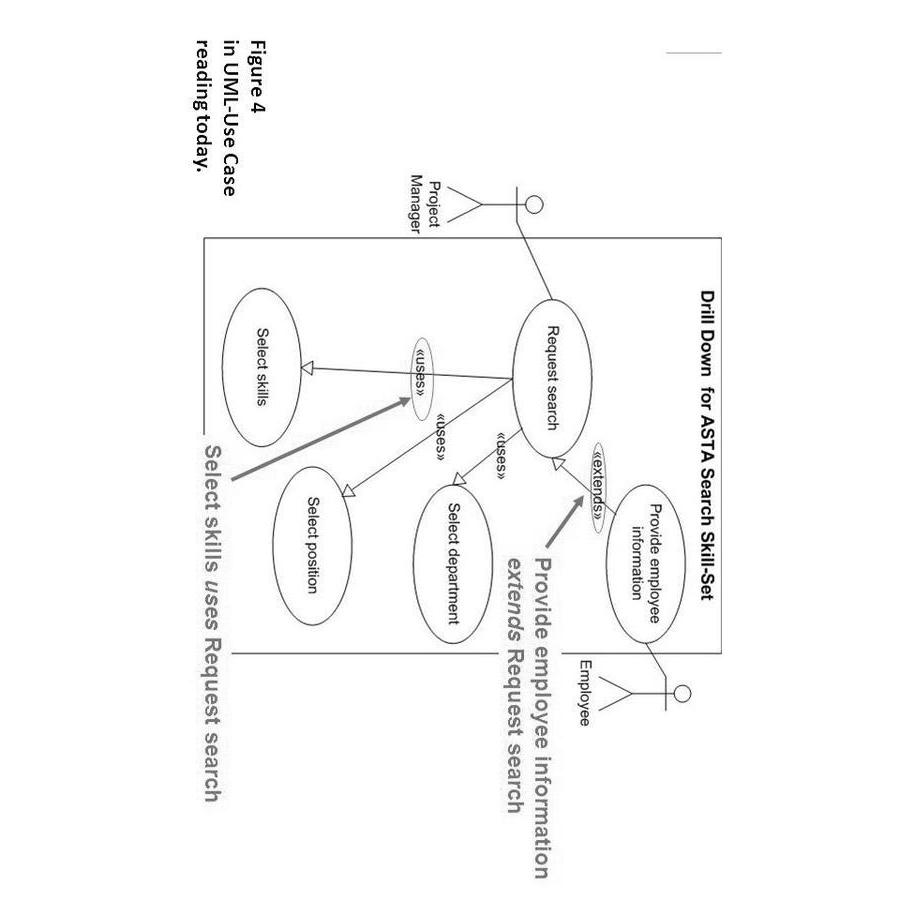 Drill Down for ASTA Search Skill-Set
Provide employee
information
Employee
«extends»
Request search
Project
Manager
«uses»
«uses»
«uses»
Select department
Select position
Select skills
Provide employee information
extends Request search
Select skills uses Request search
Figure 4
in UML-Use Case
reading today.